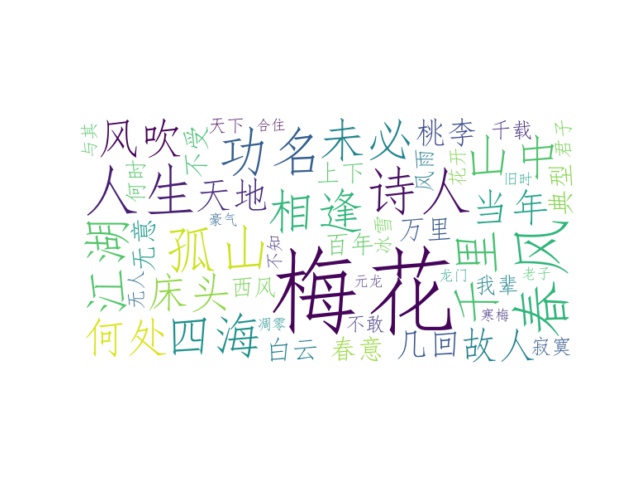 与其
风吹
天下
合住
不受
功名
未必
桃李
千载
君子
人生
何时
天地
上下
诗人
风雨
花开
旧时
山中
典型
江湖
无人
无意
豪气
孤山
相逢
百年
冰雪
万里
当年
千里
春风
床头
西风
不知
梅花
元龙
龙门
我辈
老子
何处
四海
凋零
白云
春意
不敢
几回
故人
寒梅
寂寞